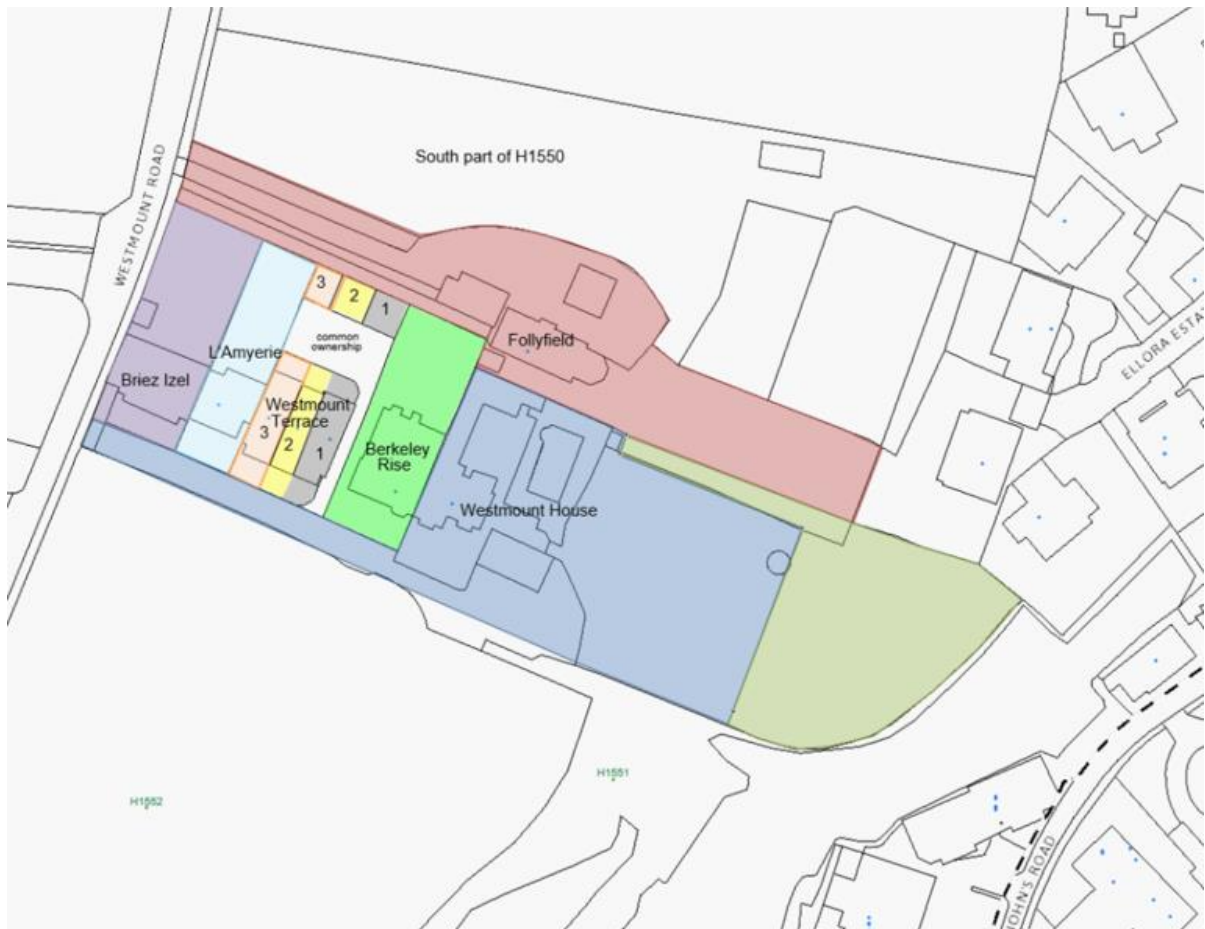 South part of H1550
WESTMOUNT ROAD
3
2
1
common
ownership
Follyfield
L'Amyerie
Briez Izel
Westmount
Terrace
3
2
1
Berkeley
Rise
Westmount House
ELLORA ESTAT
H1551
H1552
JOHN'S ROAD